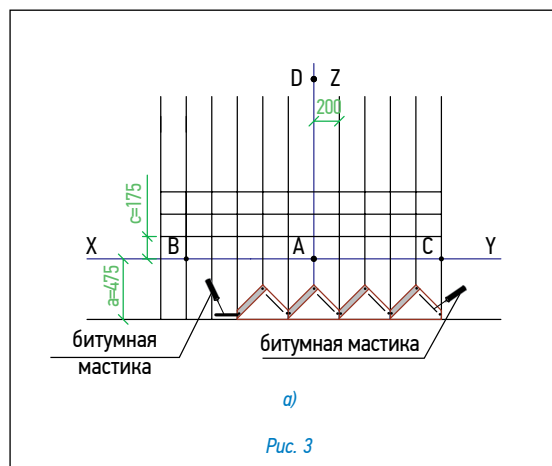 D Z
200
c=175
X B A C Y
a=475
битумная
мастика
битумная мастика
а)
Рис. 3